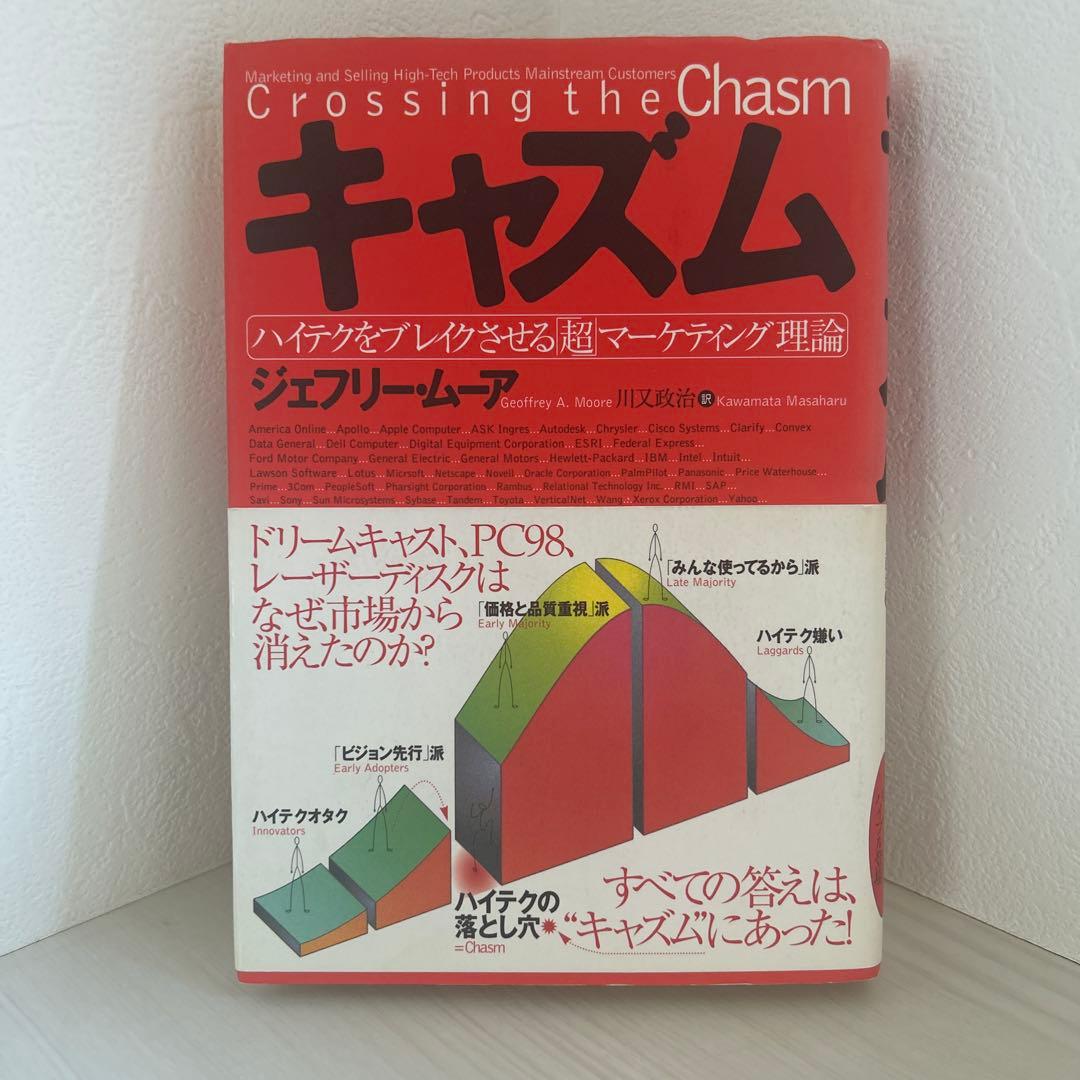 Marketing and Selling High-Tech Products Mainstream Customers
Crossing the Chasm
キャズム
ハイテクをブレイクさせる「超」マーケティング理論
ジェフリー・ムーア Geoffrey A. Moore 川又政治 訳 Kawamata Masaharu
America Online...Apollo...Apple Computer...ASK Ingres...Autodesk...Chrysler...Cisco Systems...Clarify...Convex
Data General...Dell Computer...Digital Equipment Corporation...ESRI...Federal Express...
Ford Motor Company...General Electric...General Motors...Hewlett-Packard...IBM...Intel...Intuit...
Lawson Software...Lotus...Micrsoft...Netscape...Novell...Oracle Corporation...PalmPilot...Panasonic...Price Waterhouse...
Prime...3Com...PeopleSoft...Pharsight Corporation...Rambus...Relational Technology Inc....RMI...SAP...
Savi...Sony...Sun Microsystems...Sybase...Tandem...Toyota...VerticalNet...Wang...Xerox Corporation...Yahoo...
ドリームキャスト、PC98、
レーザーディスクは
なぜ、市場から
消えたのか?
「みんな使ってるから」派
Late Majority
「価格と品質重視」派
Early Majority
ハイテク嫌い
Laggards
「ビジョン先行」派
Early Adopters
ハイテクオタク
Innovators
ハイテクの
落とし穴
=Chasm
すべての答えは、
“キャズム”にあった!